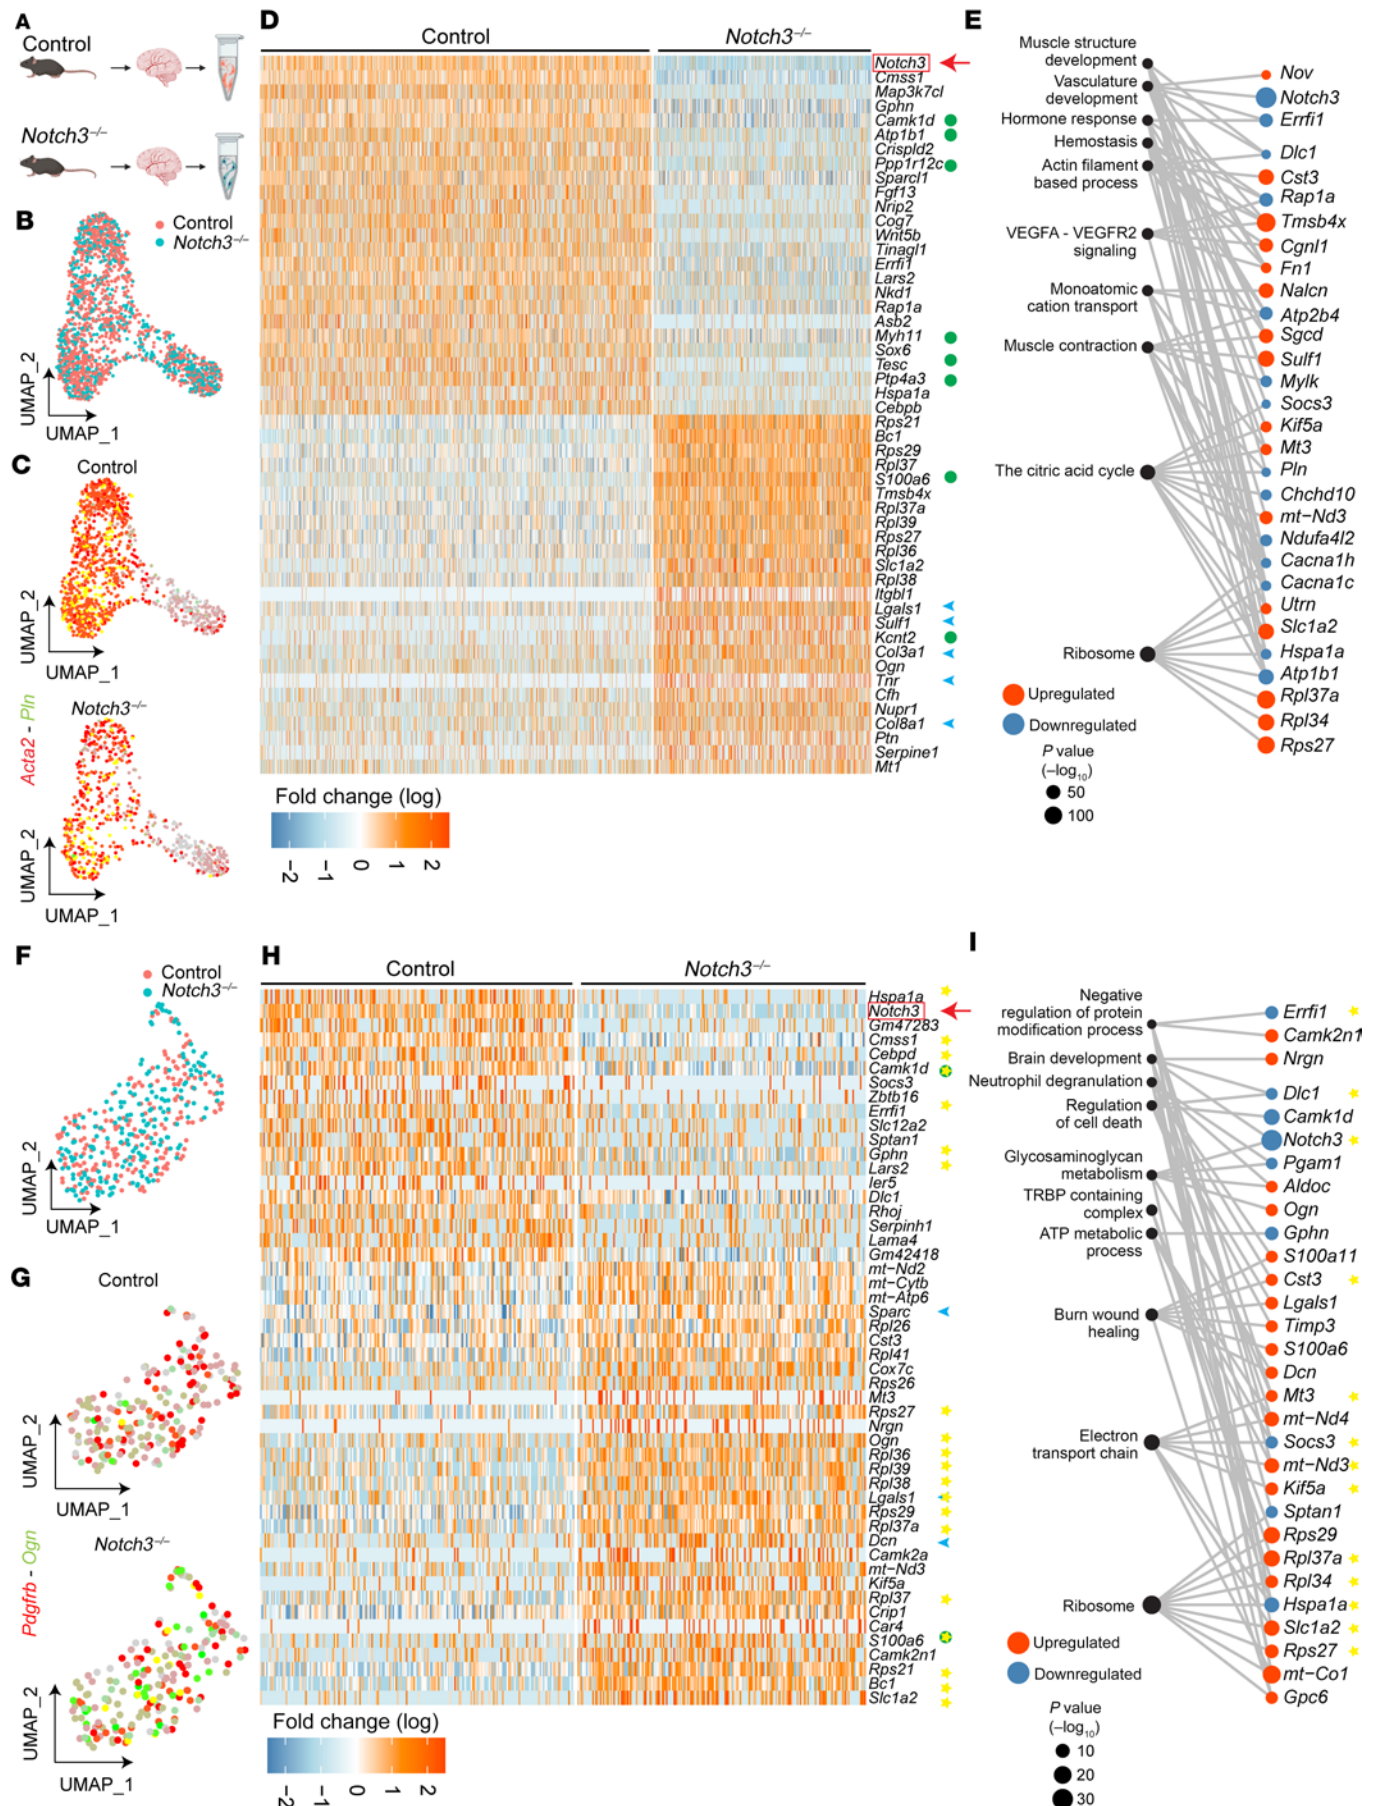 A
Control
Notch3−/−
B
Control
Notch3−/−
UMAP_2
UMAP_1
C
Control
UMAP_2
UMAP_1
Acta2 - Pln
Notch3−/−
UMAP_2
UMAP_1
D
Control
Notch3−/−
Notch3
Cmss1
Map3k7cl
Gphn
Camk1d
Atp1b1
Crispld2
Ppp1r12c
Sparcl1
Fgf13
Nrip2
Cog7
Wnt5b
Tinagl1
Errfi1
Lars2
Nkd1
Rap1a
Asb2
Myh11
Sox6
Tesc
Ptp4a3
Hspa1a
Cebpb
Rps21
Bc1
Rps29
Rpl37
S100a6
Tmsb4x
Rpl37a
Rpl39
Rps27
Rpl36
Slc1a2
Rpl38
Itgbl1
Lgals1
Sulf1
Kcnt2
Col3a1
Ogn
Tnr
Cfh
Nupr1
Col8a1
Ptn
Serpine1
Mt1
Fold change (log)
−2
−1
0
1
2
E
Muscle structure
development
Vasculature
development
Hormone response
Hemostasis
Actin filament
based process
VEGFA - VEGFR2
signaling
Monoatomic
cation transport
Muscle contraction
The citric acid cycle
Ribosome
Nov
Notch3
Errfi1
Dlc1
Cst3
Rap1a
Tmsb4x
Cgnl1
Fn1
Nalcn
Atp2b4
Sgcd
Sulf1
Mylk
Socs3
Kif5a
Mt3
Pln
Chchd10
mt−Nd3
Ndufa4l2
Cacna1h
Cacna1c
Utrn
Slc1a2
Hspa1a
Atp1b1
Rpl37a
Rpl34
Rps27
Upregulated
Downregulated
P value
(–log10)
50
100
F
Control
Notch3−/−
UMAP_2
UMAP_1
G
Control
UMAP_2
UMAP_1
Pdgfrb - Ogn
Notch3−/−
UMAP_2
UMAP_1
H
Control
Notch3−/−
Hspa1a
Notch3
Gm47283
Cmss1
Cebpd
Camk1d
Socs3
Zbtb16
Errfi1
Slc12a2
Sptan1
Gphn
Lars2
Ier5
Dlc1
Rhoj
Serpinh1
Lama4
Gm42418
mt−Nd2
mt−Cytb
mt−Atp6
Sparc
Rpl26
Cst3
Rpl41
Cox7c
Rps26
Mt3
Rps27
Nrgn
Ogn
Rpl36
Rpl39
Rpl38
Lgals1
Rps29
Rpl37a
Dcn
Camk2a
mt−Nd3
Kif5a
Rpl37
Crip1
Car4
S100a6
Camk2n1
Rps21
Bc1
Slc1a2
Fold change (log)
−2
−1
0
1
2
I
Negative
regulation of protein
modification process
Brain development
Neutrophil degranulation
Regulation
of cell death
Glycosaminoglycan
metabolism
TRBP containing
complex
ATP metabolic
process
Burn wound
healing
Electron
transport chain
Ribosome
Errfi1
Camk2n1
Nrgn
Dlc1
Camk1d
Notch3
Pgam1
Aldoc
Ogn
Gphn
S100a11
Cst3
Lgals1
Timp3
S100a6
Dcn
Mt3
mt−Nd4
Socs3
mt−Nd3
Kif5a
Sptan1
Rps29
Rpl37a
Rpl34
Hspa1a
Slc1a2
Rps27
mt−Co1
Gpc6
Upregulated
Downregulated
P value
(–log10)
10
20
30